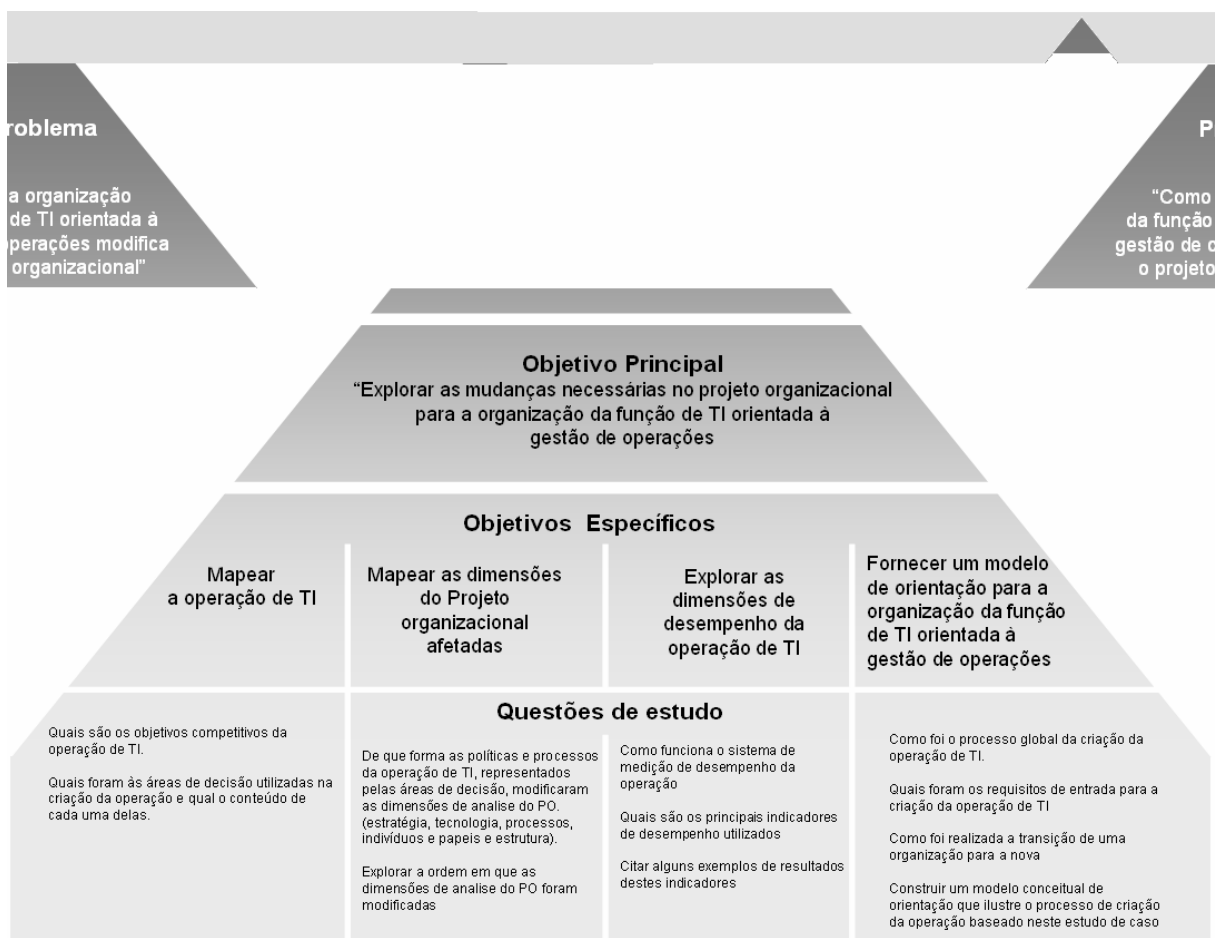 roblema
a organização
de TI orientada à
operações modifica
organizacional”
P
“Como
da função
gestão de
o projeto
Objetivo Principal
“Explorar as mudanças necessárias no projeto organizacional
para a organização da função de TI orientada à
gestão de operações
Objetivos Específicos
Mapear
a operação de TI
Mapear as dimensões
do Projeto
organizacional
afetadas
Explorar as
dimensões de
desempenho da
operação de TI
Fornecer um modelo
de orientação para a
organização da função
de TI orientada à
gestão de operações
Questões de estudo
Quais são os objetivos competitivos da
operação de TI.
Quais foram às áreas de decisão utilizadas na
criação da operação e qual o conteúdo de
cada uma delas.
De que forma as políticas e processos
da operação de TI, representados
pelas áreas de decisão, modificaram
as dimensões de analise do PO.
(estratégia, tecnologia, processos,
indivíduos e papeis e estrutura).
Explorar a ordem em que as
dimensões de analise do PO foram
modificadas
Como funciona o sistema de
medição de desempenho da
operação
Quais são os principais indicadores
de desempenho utilizados
Citar alguns exemplos de resultados
destes indicadores
Como foi o processo global da criação da
operação de TI.
Quais foram os requisitos de entrada para a
criação da operação de TI
Como foi realizada a transição de uma
organização para a nova
Construir um modelo conceitual de
orientação que ilustre o processo de criação
da operação baseado neste estudo de caso